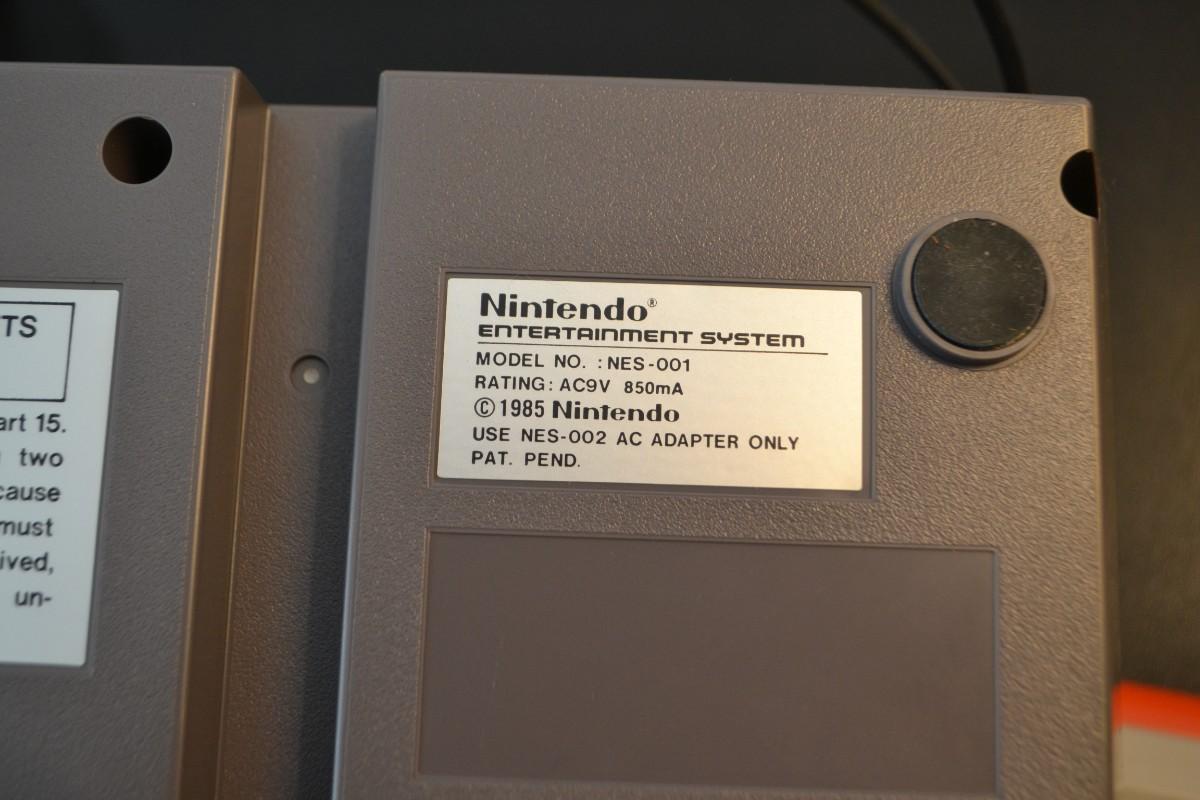 TS
art 15.
two
cause
must
ived,
un-
Nintendo®
ENTERTAINMENT SYSTEM
MODEL NO. : NES-001
RATING: AC9V 850mA
© 1985 Nintendo
USE NES-002 AC ADAPTER ONLY
PAT. PEND.